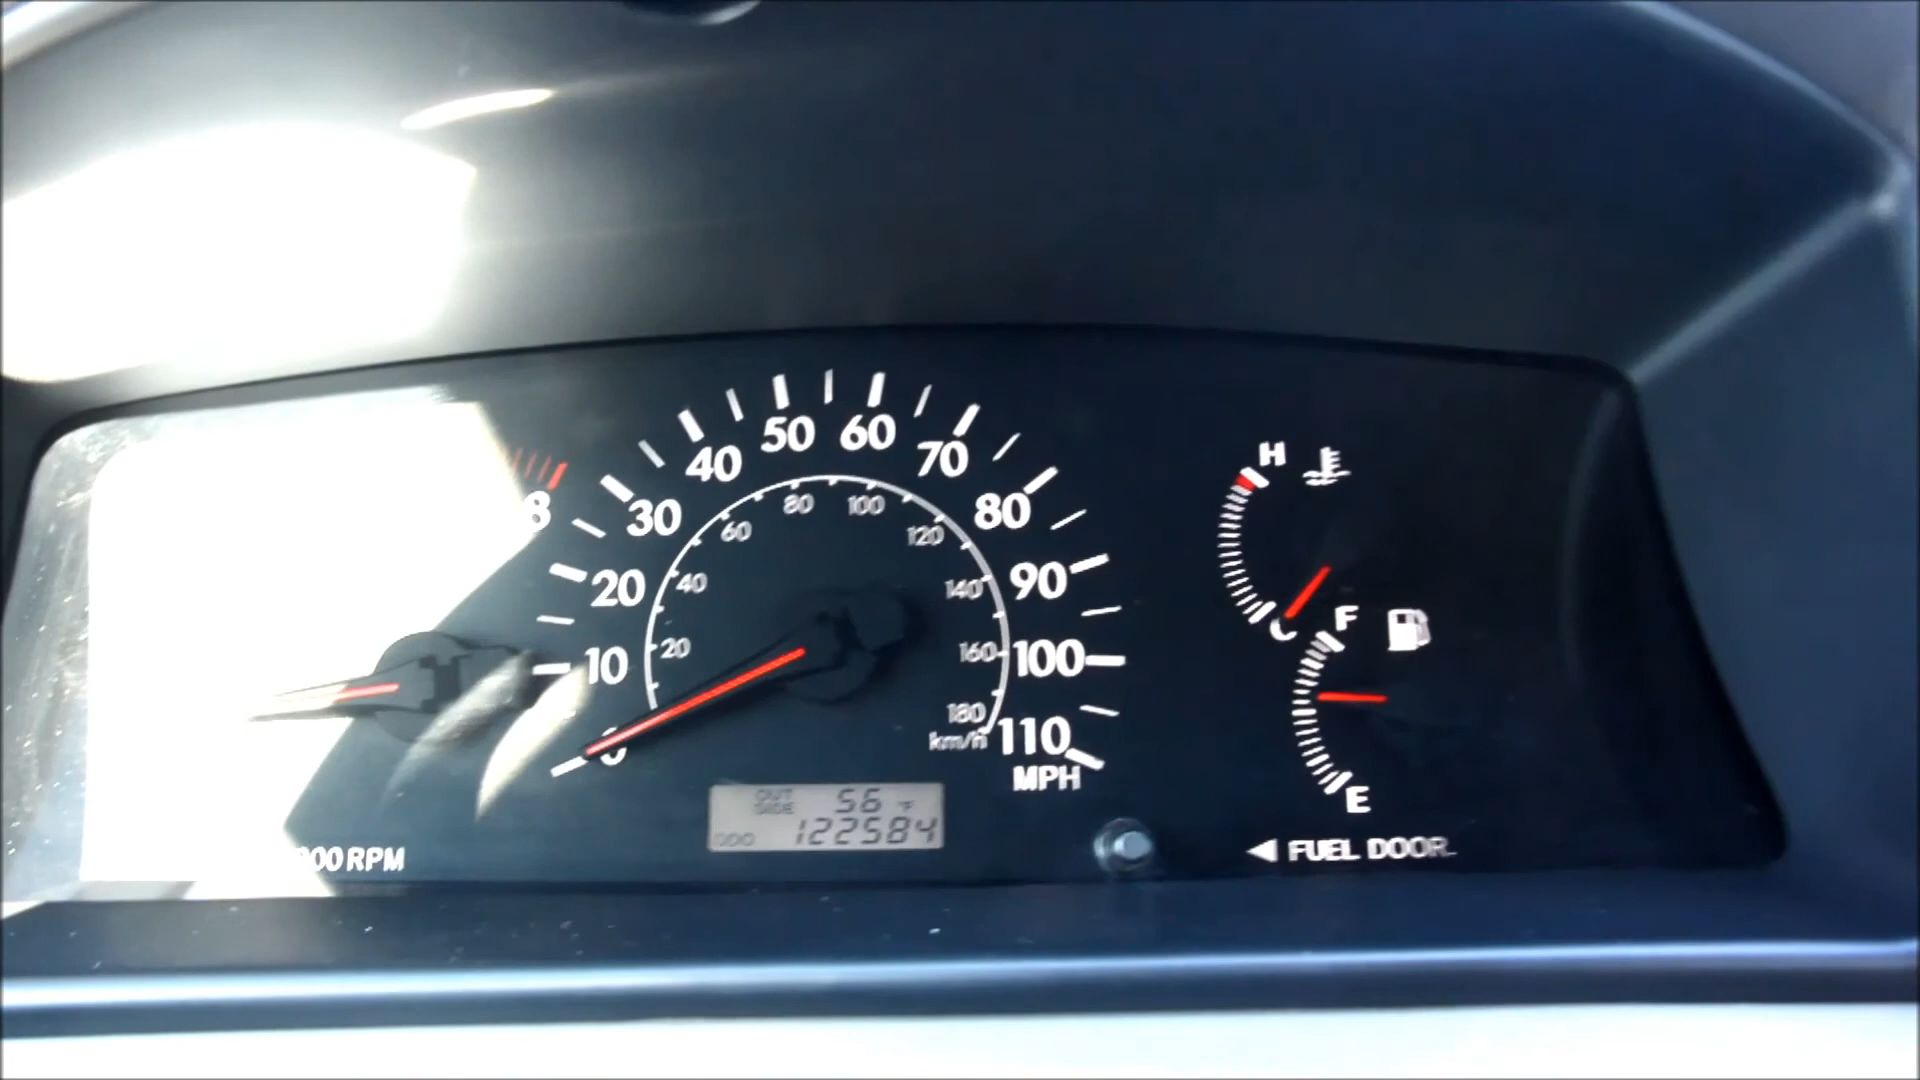 50 60
40 70
8 30 80
80 100
60 120
20 40 140 90
10 20 160 100
0 180 110
km/h
MPH
OUT SIDE 56 °F
ODO 122584
000 RPM
H
C
F
E
◄ FUEL DOOR